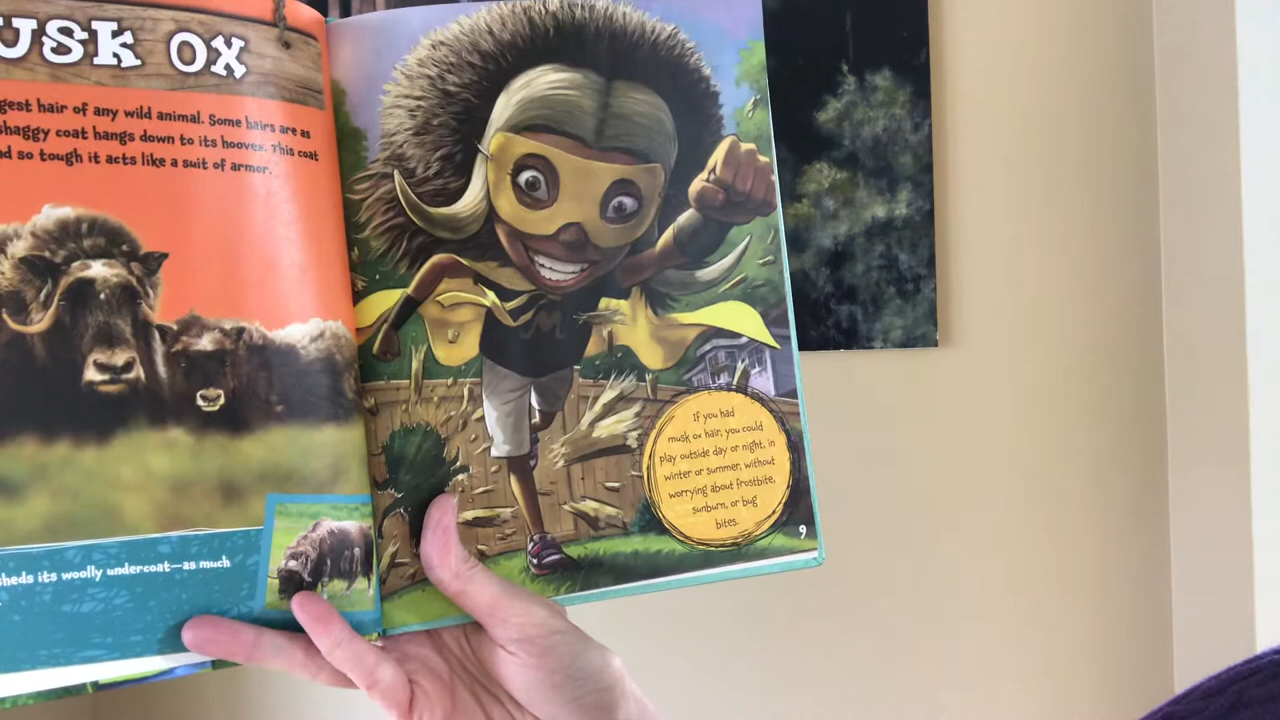 USK OX
gest hair of any wild animal. Some hairs are as
shaggy coat hangs down to its hooves. This coat
nd so tough it acts like a suit of armor.
sheds its woolly undercoat—as much
M
If you had
musk ox hair, you could
play outside day or night, in
winter or summer, without
worrying about frostbite,
sunburn, or bug
bites.
9